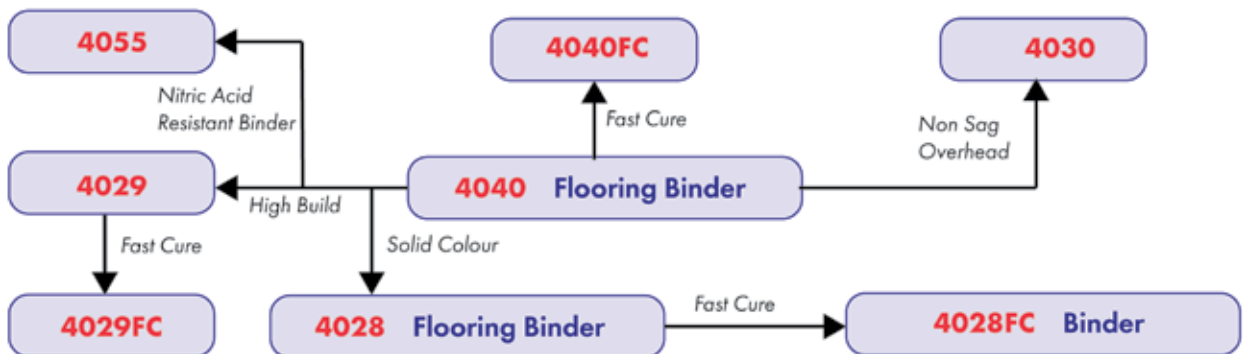 4055
4040FC
4030
Nitric Acid
Resistant Binder
Fast Cure
Non Sag
Overhead
4029
4040 Flooring Binder
High Build
Fast Cure
Solid Colour
4029FC
4028 Flooring Binder
Fast Cure
4028FC Binder